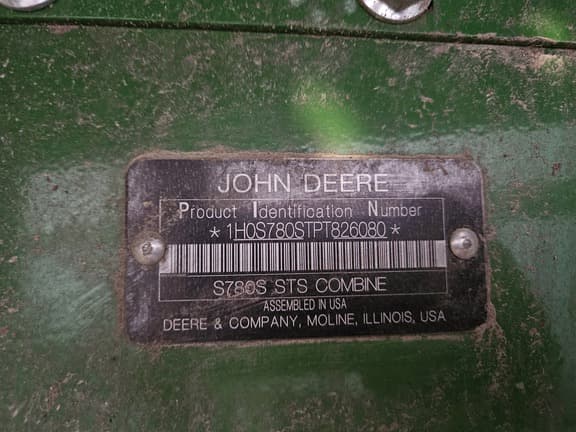 JOHN DEERE
Product Identification Number
*1H0S780STPT826080*
S780S STS COMBINE
ASSEMBLED IN USA
DEERE & COMPANY, MOLINE, ILLINOIS, USA